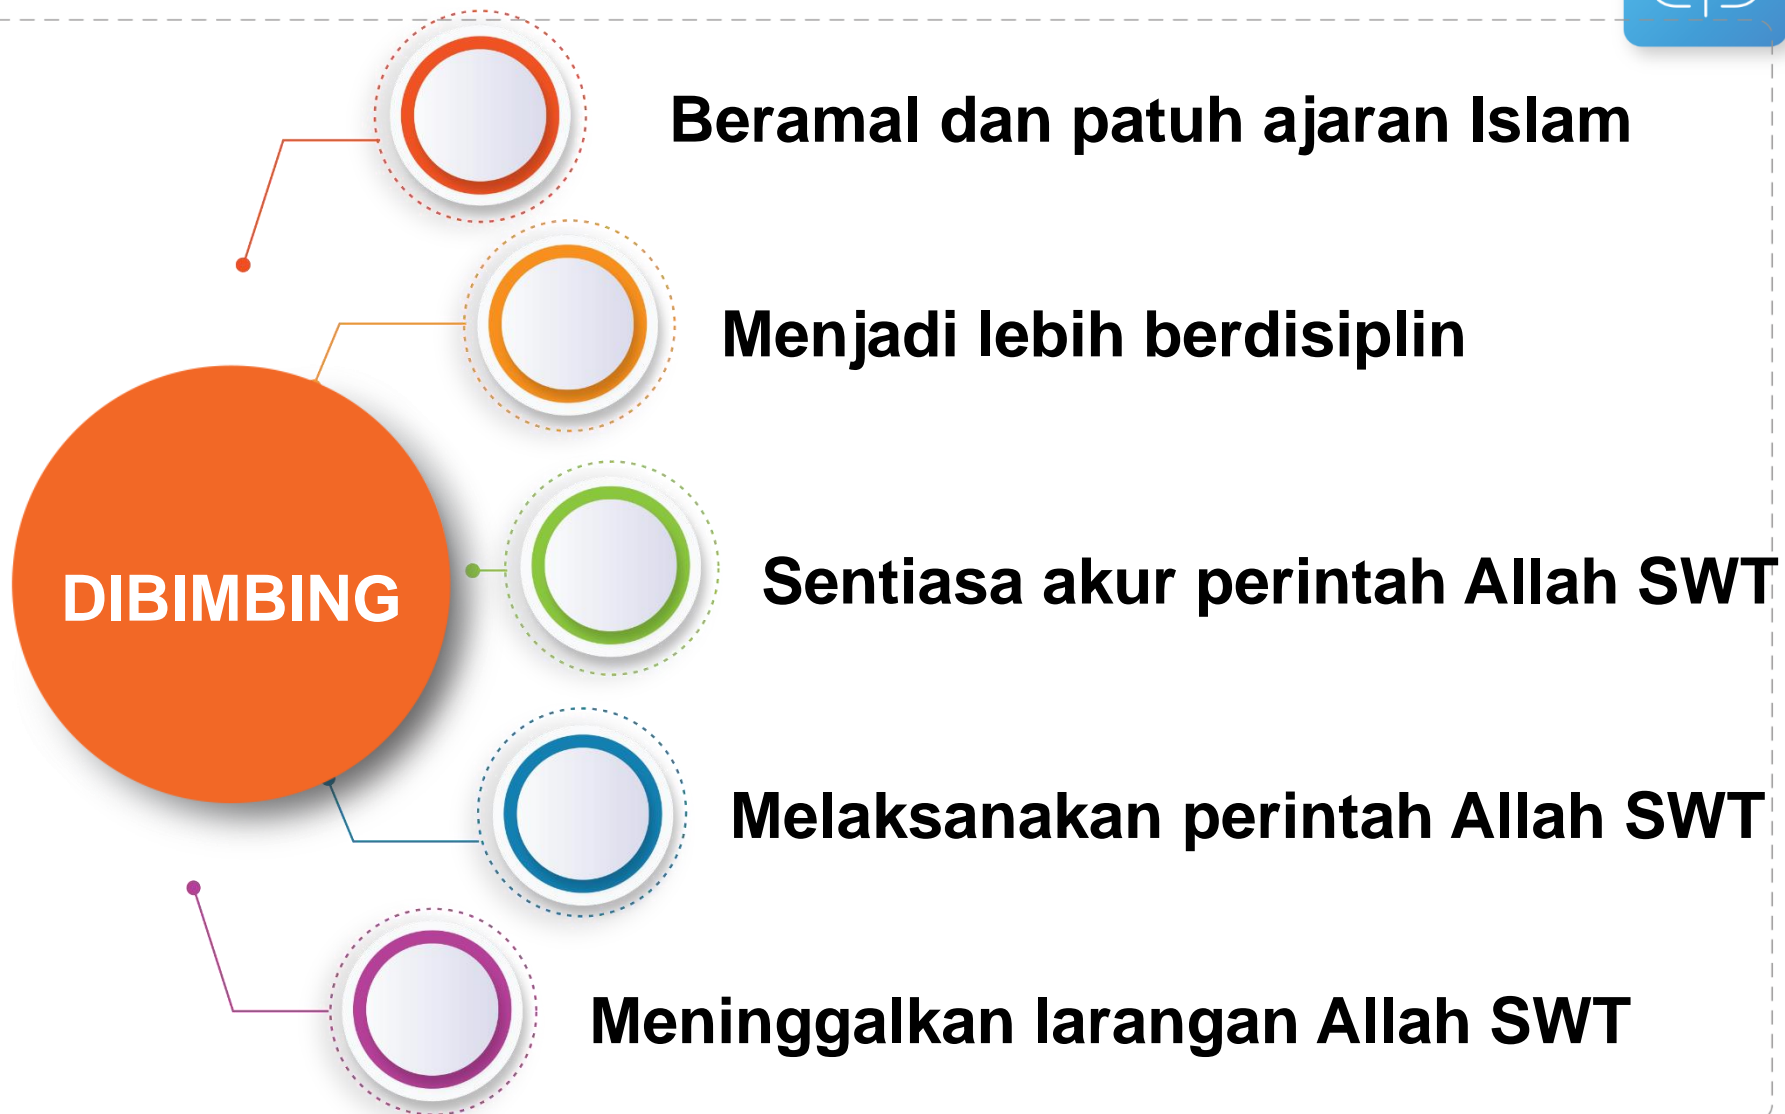 Beramal dan patuh ajaran Islam
Menjadi lebih berdisiplin
DIBIMBING
Sentiasa akur perintah Allah SWT
Melaksanakan perintah Allah SWT
Meninggalkan larangan Allah SWT